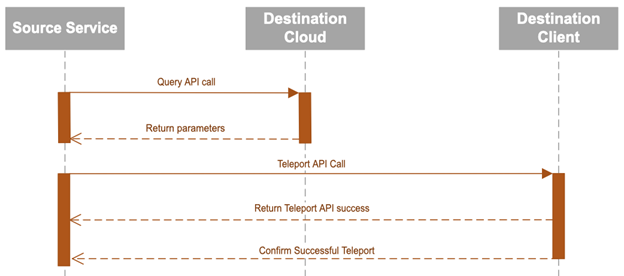 Source Service
Destination
Cloud
Destination
Client
Query API call
Return parameters
Teleport API Call
Return Teleport API success
Confirm Successful Teleport